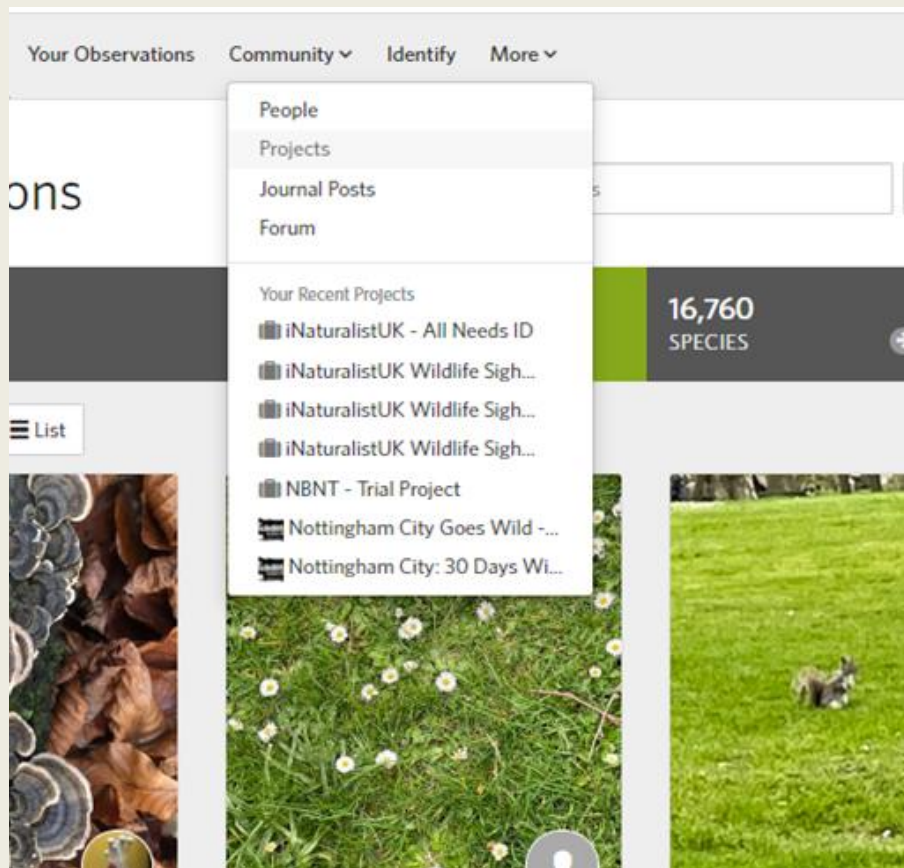 Your Observations Community Identify More
People
Projects
ons
Journal Posts
s
Forum
Your Recent Projects
iNaturalistUK - All Needs ID
16,760
SPECIES
iNaturalistUK Wildlife Sigh...
iNaturalistUK Wildlife Sigh...
List
iNaturalistUK Wildlife Sigh...
NBNT - Trial Project
Nottingham City Goes Wild -...
Nottingham City: 30 Days Wi...